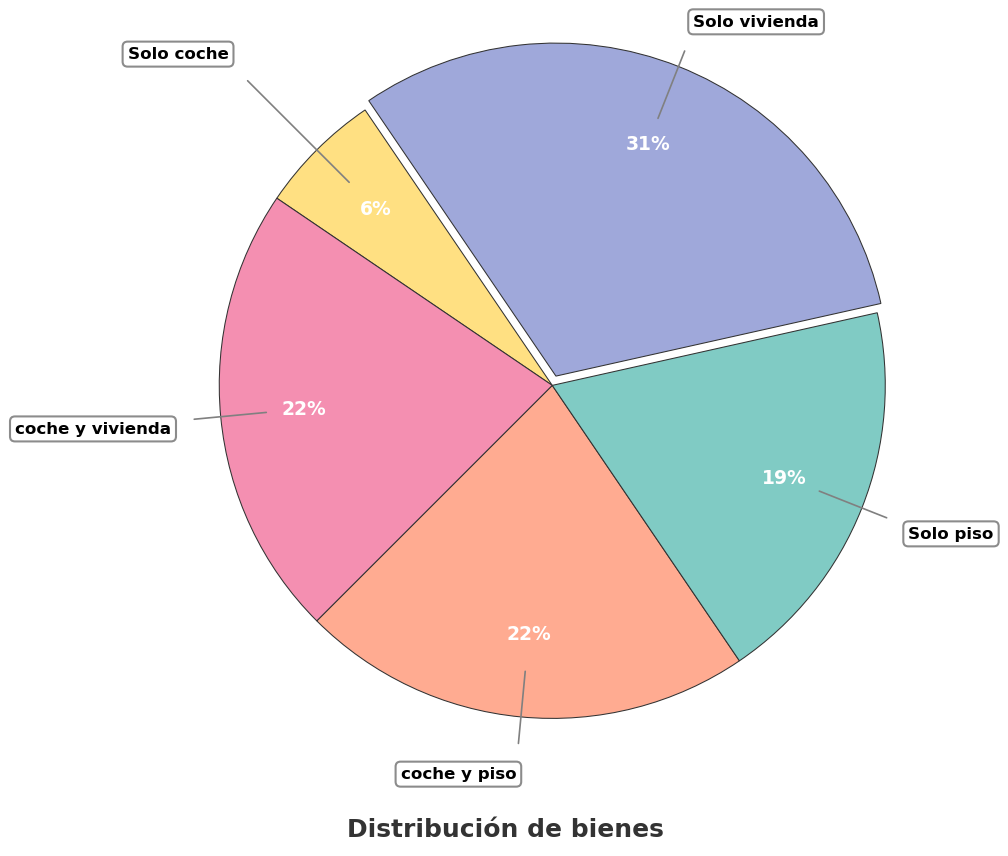 Solo vivienda
Solo coche
31%
6%
22%
coche y vivienda
19%
Solo piso
22%
coche y piso
Distribución de bienes